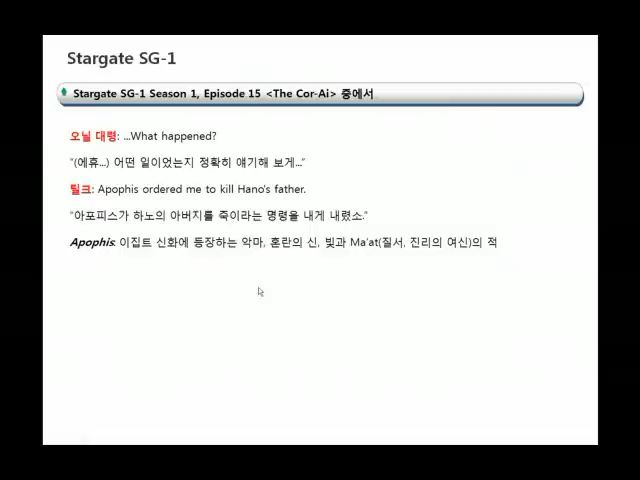 Stargate SG-1
Stargate SG-1 Season 1, Episode 15 <The Cor-Ai> 중에서
오닐 대령: ...What happened?
"(에휴...) 어떤 일이었는지 정확히 얘기해 보게..."
틸크: Apophis ordered me to kill Hano's father.
"아포피스가 하노의 아버지를 죽이라는 명령을 내게 내렸소."
Apophis: 이집트 신화에 등장하는 악마, 혼란의 신, 빛과 Ma'at(질서, 진리의 여신)의 적